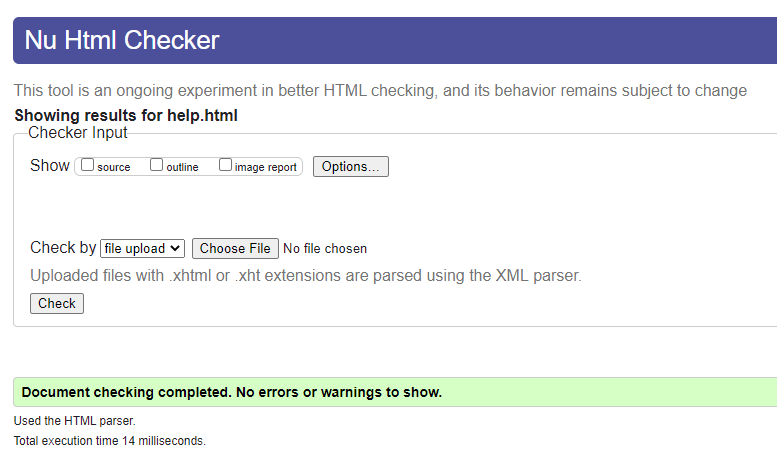 Nu Html Checker
This tool is an ongoing experiment in better HTML checking, and its behavior remains subject to change
Showing results for help.html
Checker Input
Show source outline image report Options...
Check by file upload Choose File No file chosen
Uploaded files with .xhtml or .xht extensions are parsed using the XML parser.
Check
Document checking completed. No errors or warnings to show.
Used the HTML parser.
Total execution time 14 milliseconds.